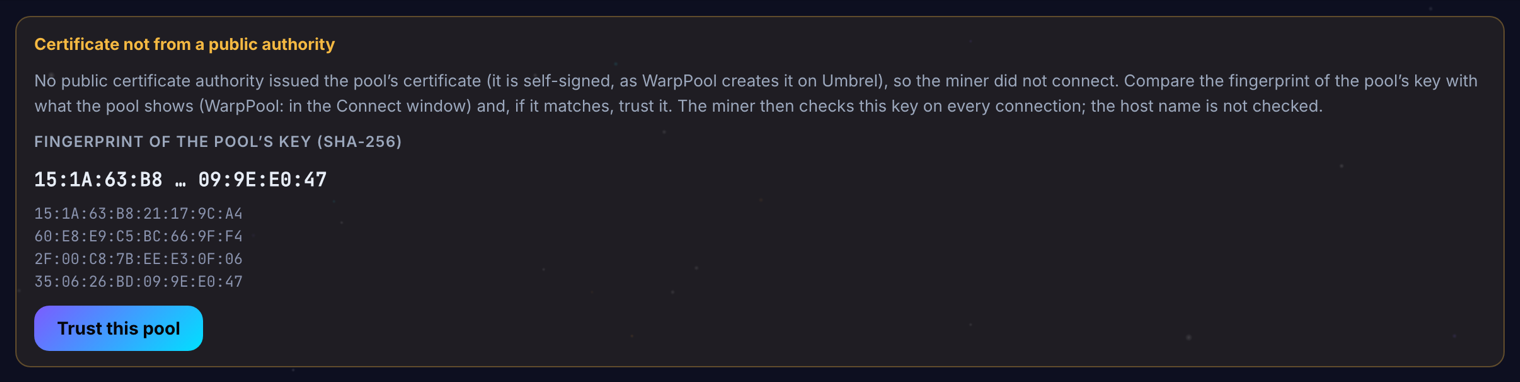 Certificate not from a public authority
No public certificate authority issued the pool’s certificate (it is self-signed, as WarpPool creates it on Umbrel), so the miner did not connect. Compare the fingerprint of the pool’s key with
what the pool shows (WarpPool: in the Connect window) and, if it matches, trust it. The miner then checks this key on every connection; the host name is not checked.
FINGERPRINT OF THE POOL’S KEY (SHA-256)
15:1A:63:B8 … 09:9E:E0:47
15:1A:63:B8:21:17:9C:A4
60:E8:E9:C5:BC:66:9F:F4
2F:00:C8:7B:EE:E3:0F:06
35:06:26:BD:09:9E:E0:47
Trust this pool